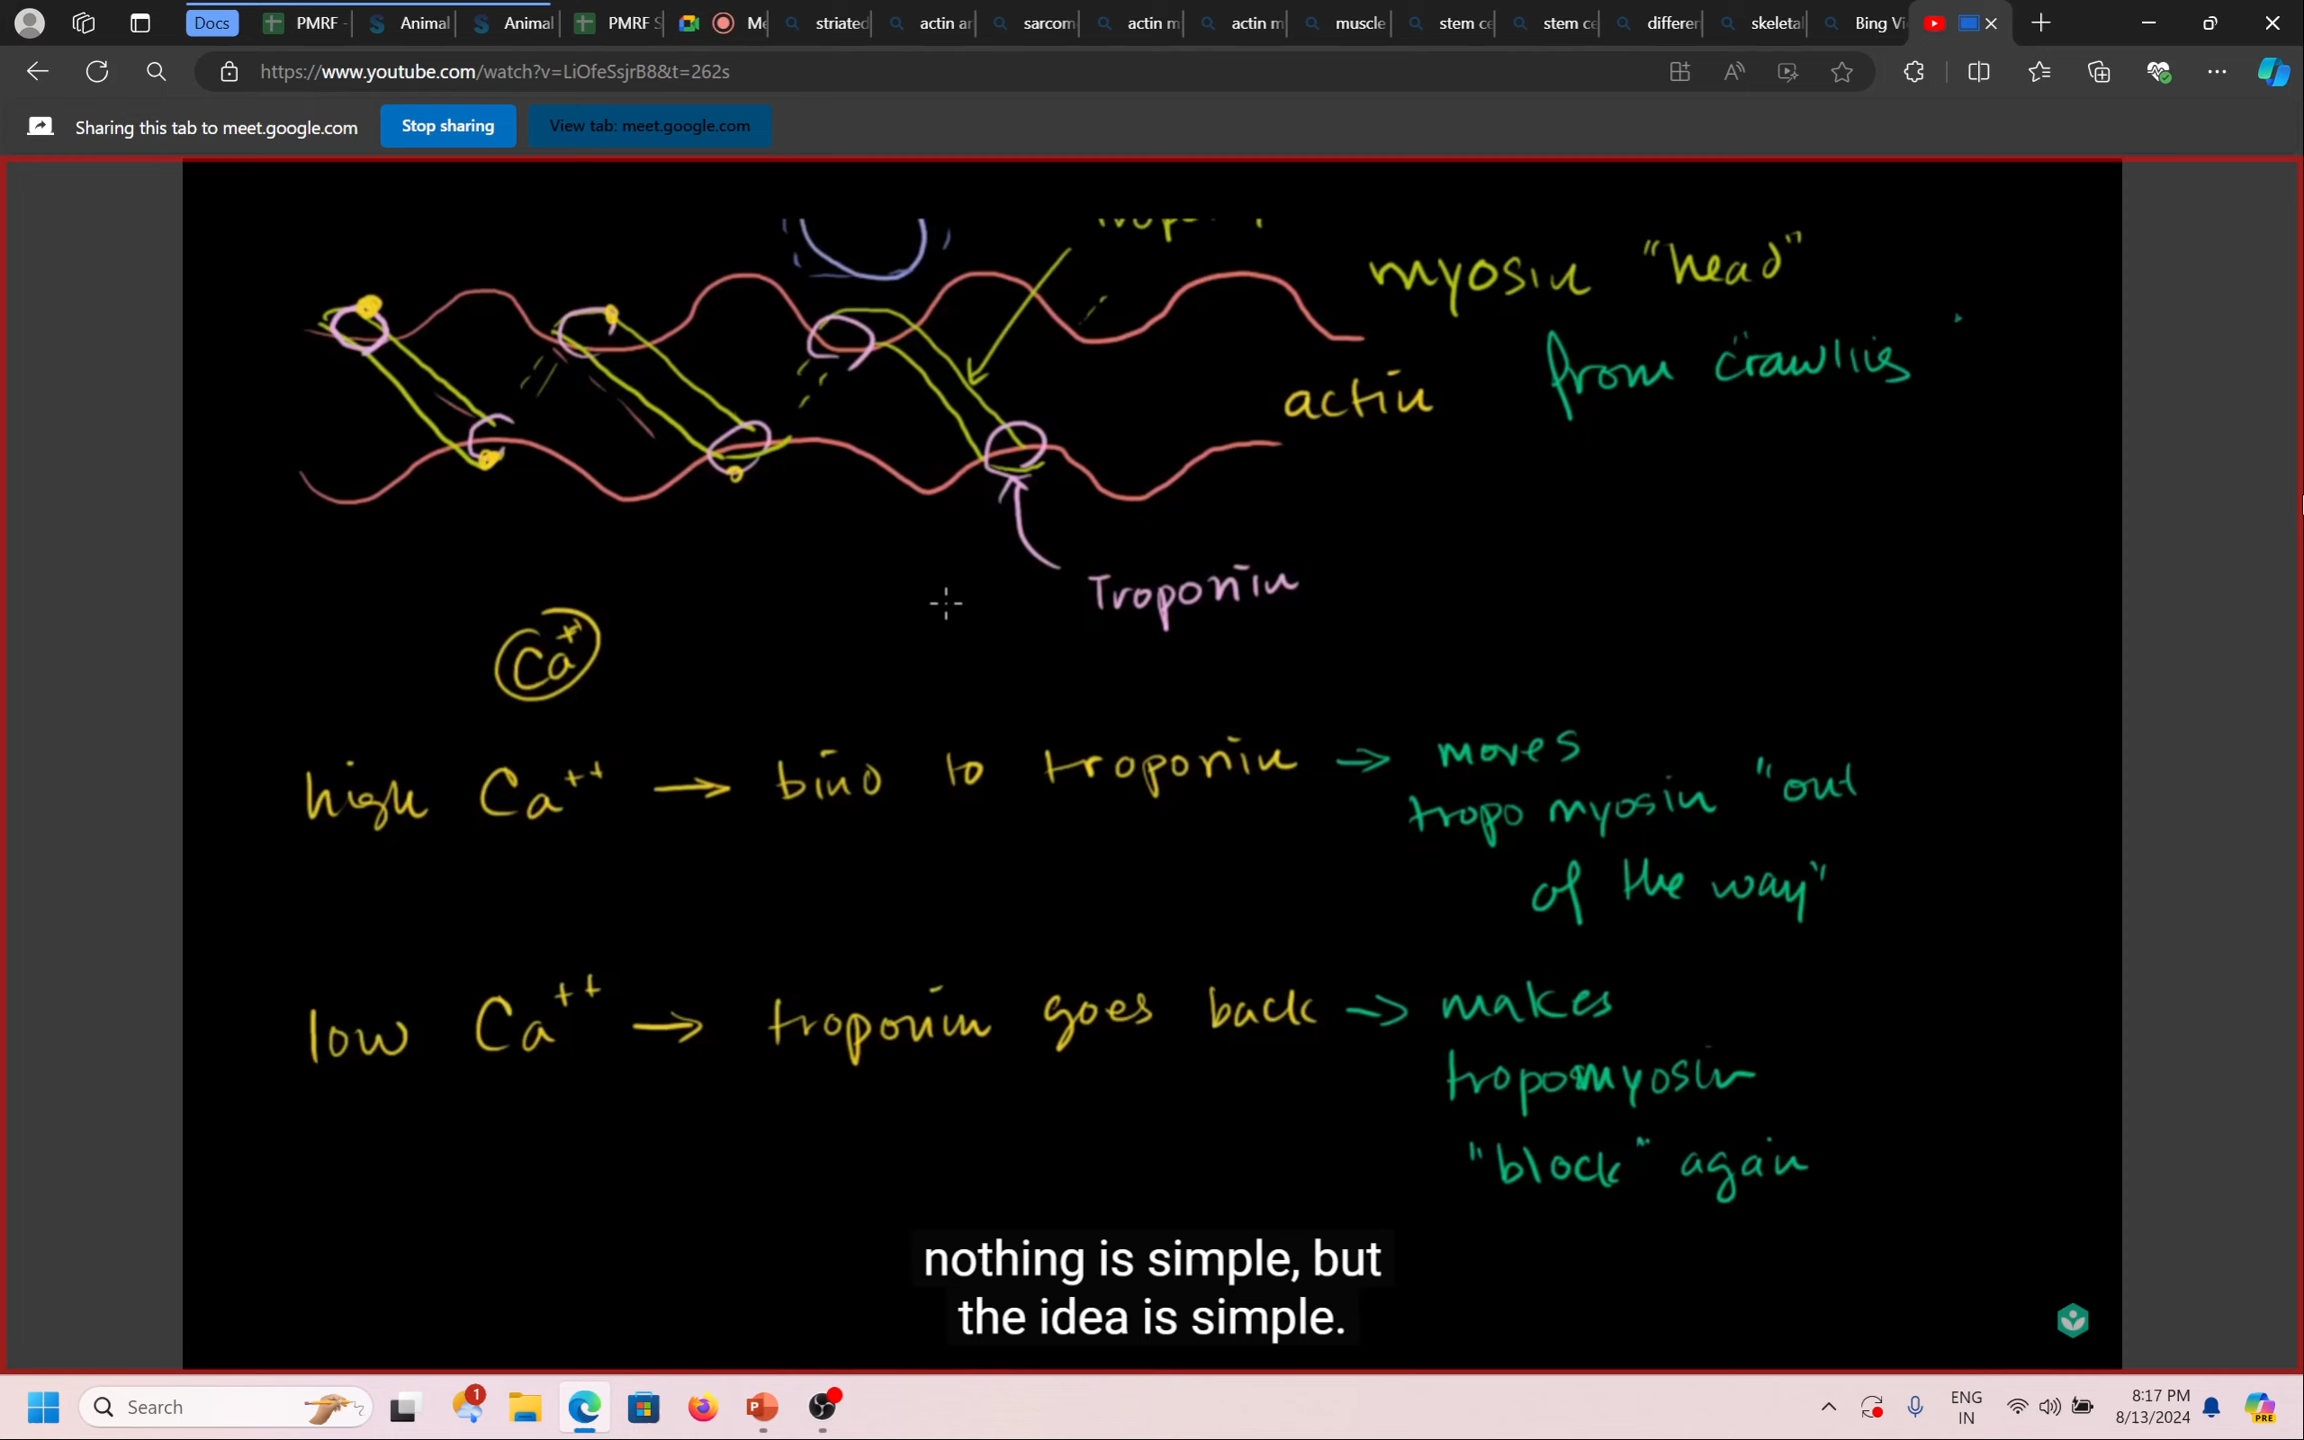 Docs PMRF - Animal Animal PMRF S Me striated actin ar sarcom actin m actin m muscle stem ce stem ce differer skeletal Bing Vi
https://www.youtube.com/watch?v=LiOfeSsjrB8&t=262s
Sharing this tab to meet.google.com Stop sharing View tab: meet.google.com
myosin "head"
from crawling
actin
Troponin
Ca++
high Ca++ → bind to troponin → moves
tropo myosin "out
of the way"
low Ca++ → troponin goes back → makes
tropomyosin
"block" again
nothing is simple, but
the idea is simple.
Search
1
ENG
IN
8:17 PM
8/13/2024
PRE